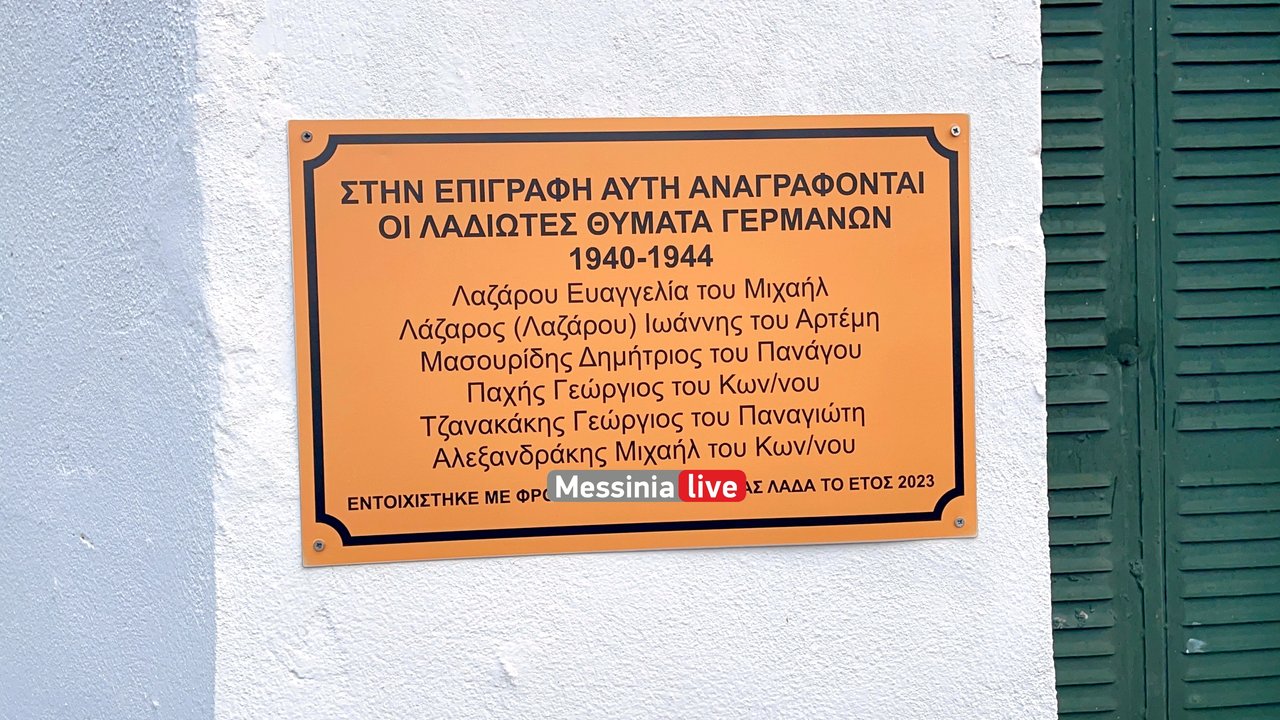 ΣΤΗΝ ΕΠΙΓΡΑΦΗ ΑΥΤΗ ΑΝΑΓΡΑΦΟΝΤΑΙ
ΟΙ ΛΑΔΙΩΤΕΣ ΘΥΜΑΤΑ ΓΕΡΜΑΝΩΝ
1940-1944
Λαζάρου Ευαγγελία του Μιχαήλ
Λάζαρος (Λαζάρου) Ιωάννης του Αρτέμη
Μασουρίδης Δημήτριος του Πανάγου
Παχής Γεώργιος του Κων/νου
Τζανακάκης Γεώργιος του Παναγιώτη
Αλεξανδράκης Μιχαήλ του Κων/νου
ΕΝΤΟΙΧΙΣΤΗΚΕ ΜΕ ΛΑΔΑ ΤΟ ΕΤΟΣ 2023
Messinia live